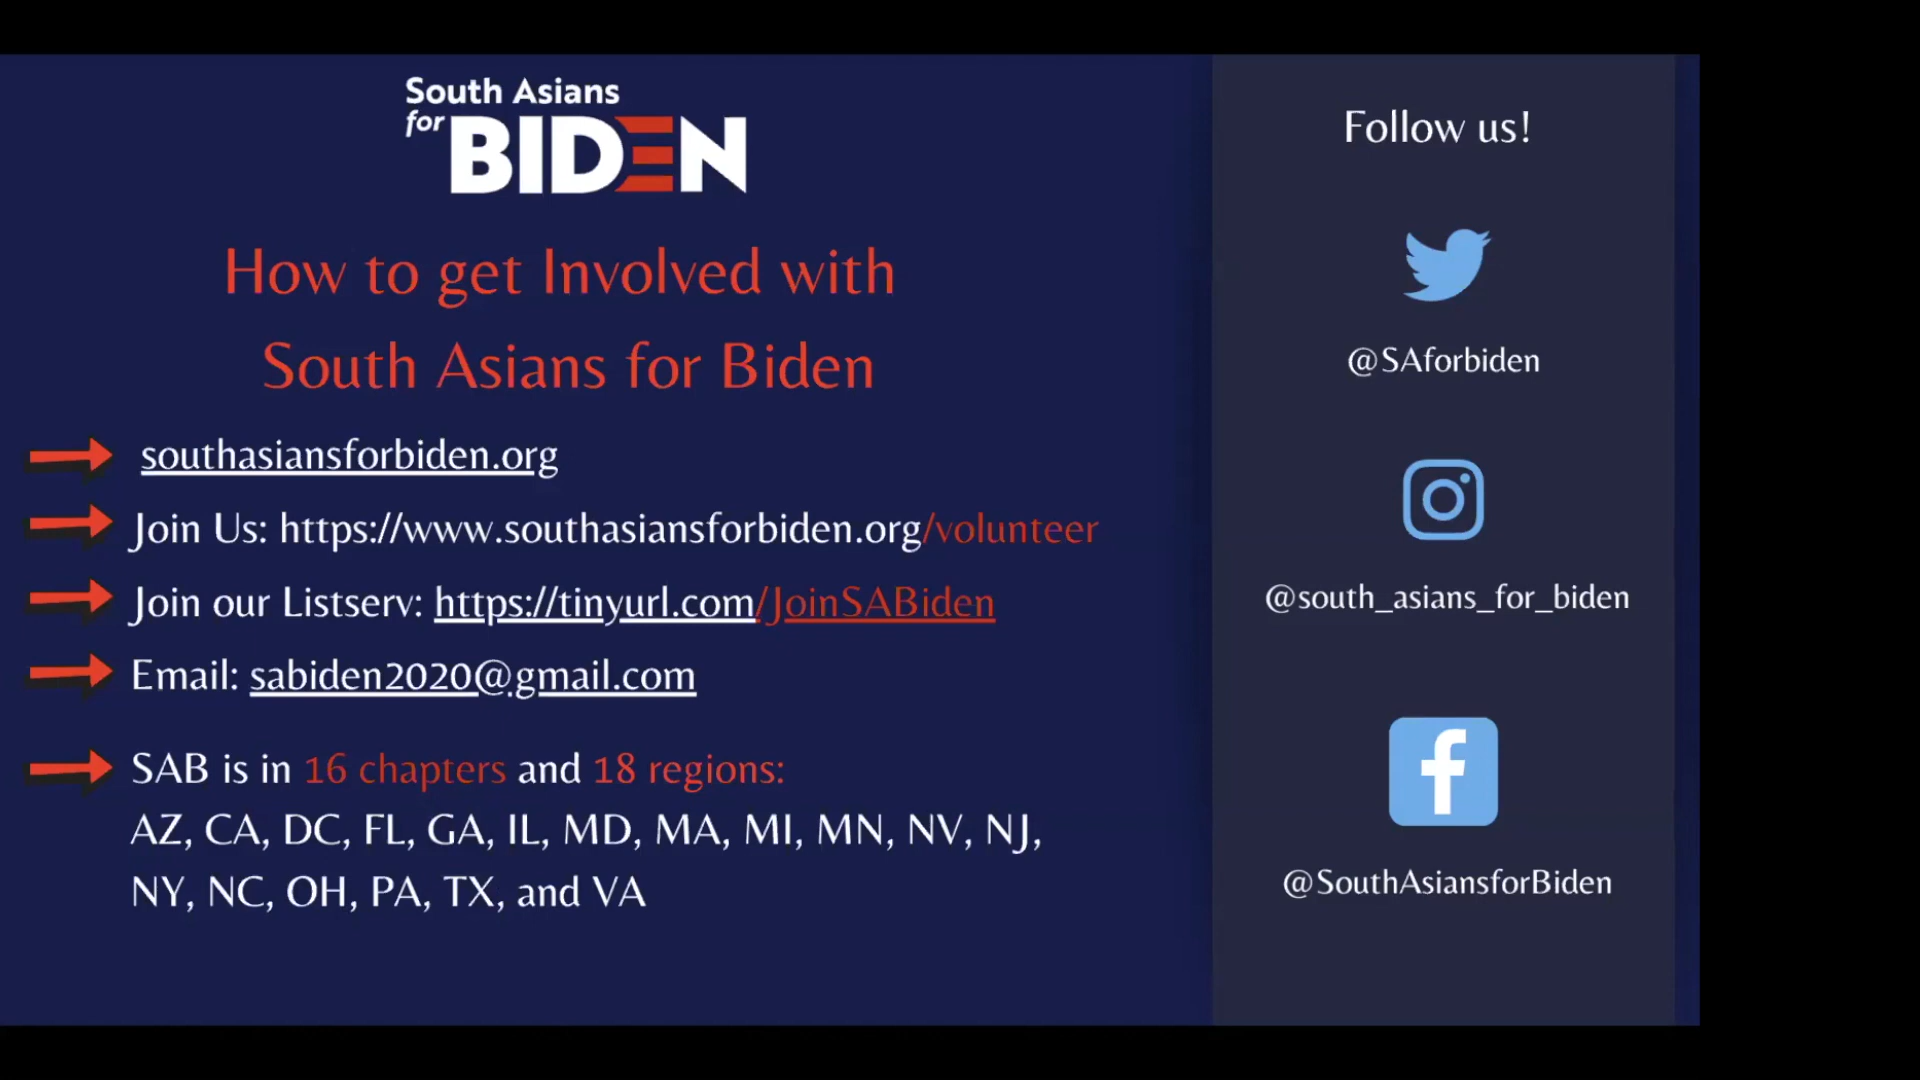 South Asians
for BIDEN
How to get Involved with
South Asians for Biden
southasiansforbiden.org
Join Us: https://www.southasiansforbiden.org/volunteer
Join our Listserv: https://tinyurl.com/JoinSABiden
Email: sabiden2020@gmail.com
SAB is in 16 chapters and 18 regions:
AZ, CA, DC, FL, GA, IL, MD, MA, MI, MN, NV, NJ,
NY, NC, OH, PA, TX, and VA
Follow us!
@SAforbiden
@south_asians_for_biden
@SouthAsiansforBiden